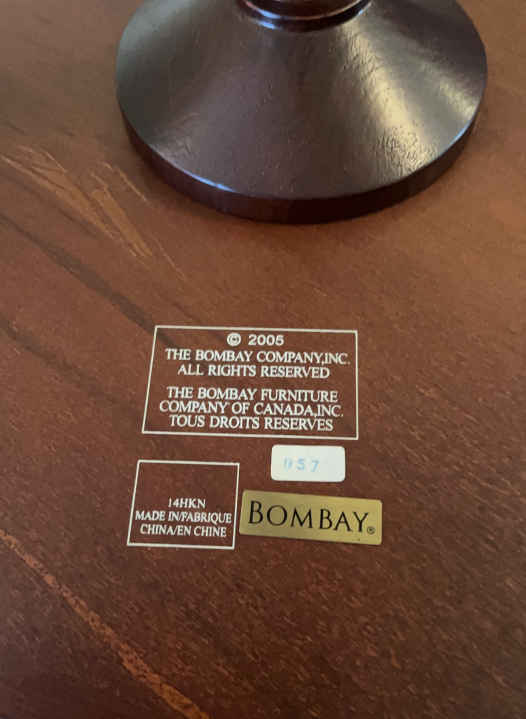 © 2005
THE BOMBAY COMPANY,INC.
ALL RIGHTS RESERVED
THE BOMBAY FURNITURE
COMPANY OF CANADA,INC.
TOUS DROITS RESERVES
057
14HKN
MADE IN/FABRIQUE
CHINA/EN CHINE
BOMBAY®